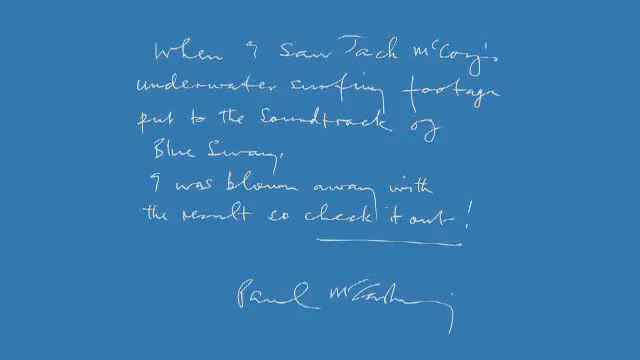 When I saw Jack McCoy's
underwater surfing footage
put to the soundtrack of
Blue Sway,
I was blown away with
the result so check it out!
Paul McCartney